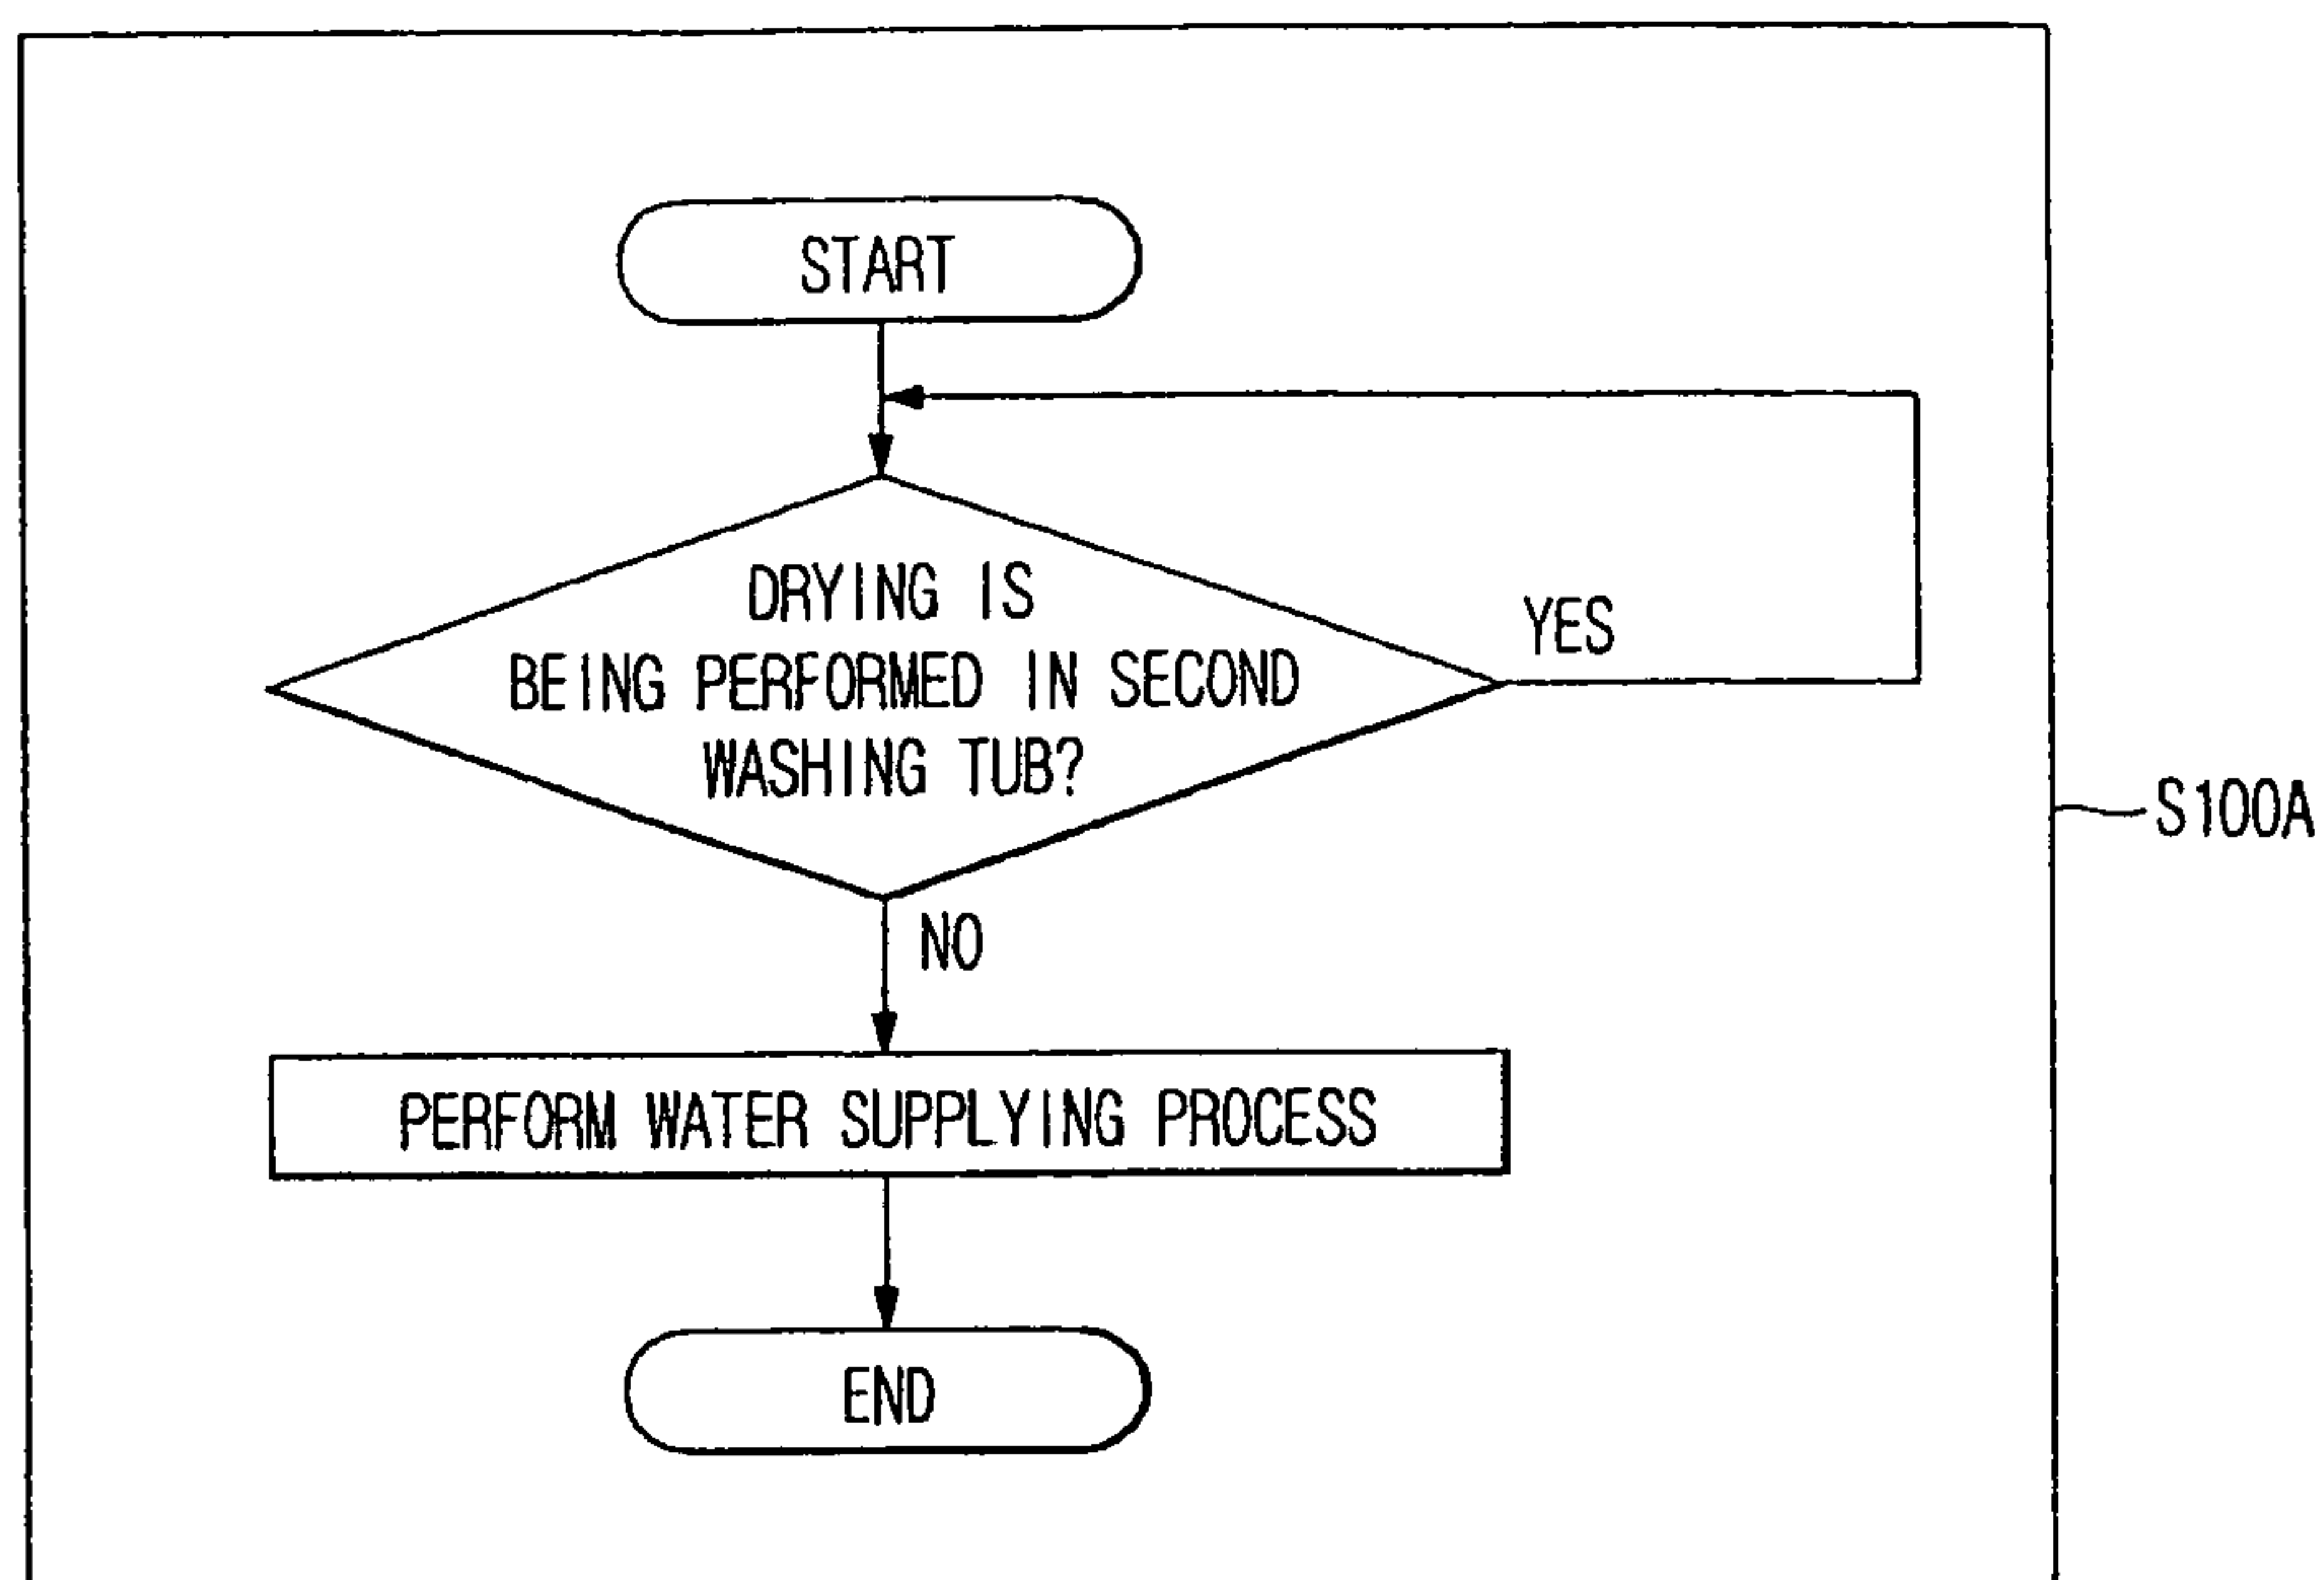 START
DRYING IS
BEING PERFORMED IN SECOND
WASHING TUB?
YES
S100A
NO
PERFORM WATER SUPPLYING PROCESS
END